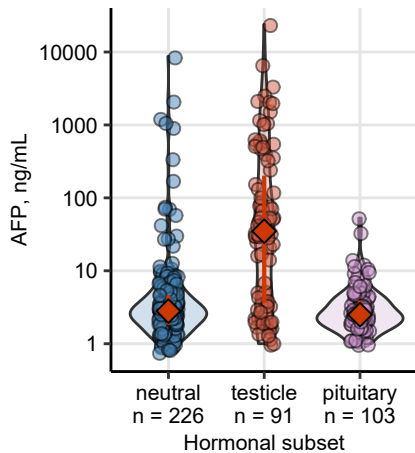 AFP, ng/mL
10000
1000
100
10
1
neutral testicle pituitary
n = 226 n = 91 n = 103
Hormonal subset